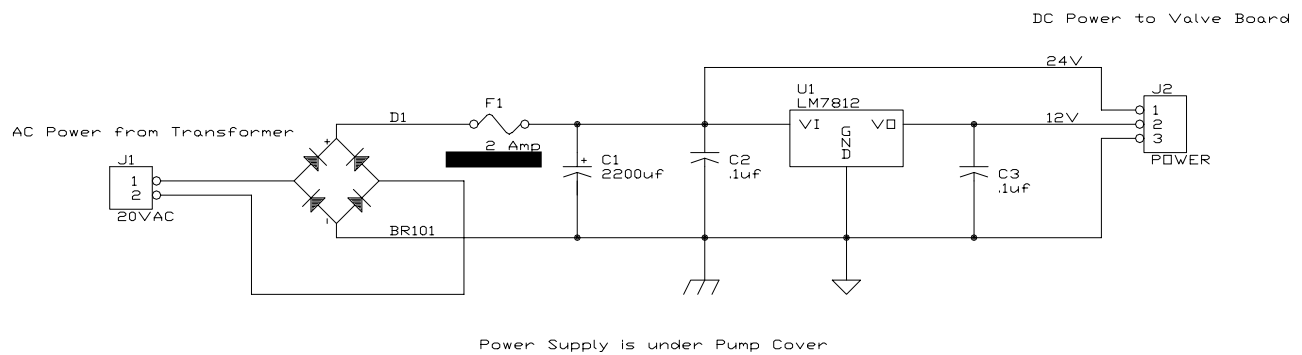 DC Power to Valve Board
24V
U1
LM7812
J2
F1
D1
1
VI
VO
12V
2
AC Power from Transformer
GND
3
2 Amp
+
J1
+
C1
C2
POWER
1
2200uf
.1uf
C3
2
.1uf
20VAC
-
BR101
Power Supply is under Pump Cover